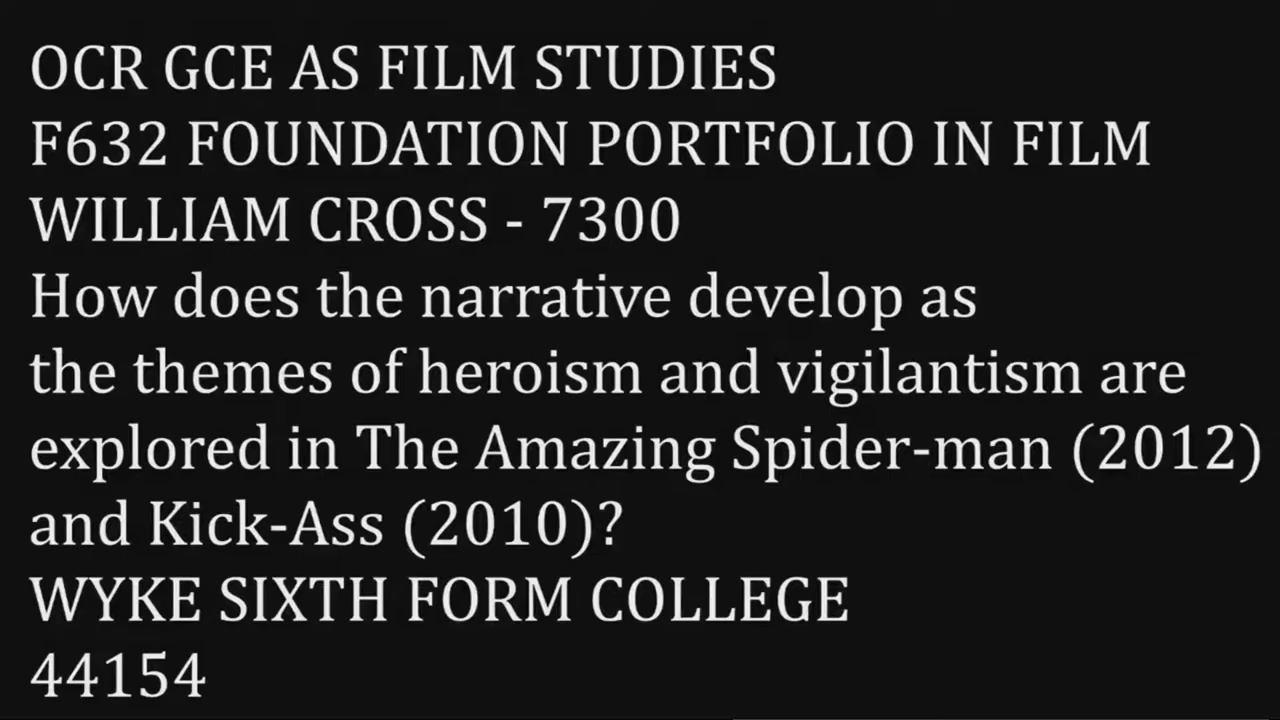 OCR GCE AS FILM STUDIES
F632 FOUNDATION PORTFOLIO IN FILM
WILLIAM CROSS - 7300
How does the narrative develop as
the themes of heroism and vigilantism are
explored in The Amazing Spider-man (2012)
and Kick-Ass (2010)?
WYKE SIXTH FORM COLLEGE
44154